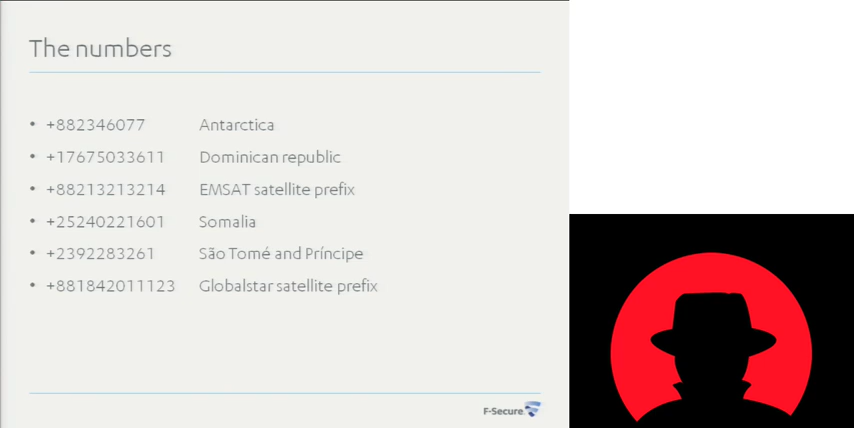 The numbers
• +882346077 Antarctica
• +17675033611 Dominican republic
• +88213213214 EMSAT satellite prefix
• +25240221601 Somalia
• +2392283261 São Tomé and Príncipe
• +881842011123 Globalstar satellite prefix
F-Secure